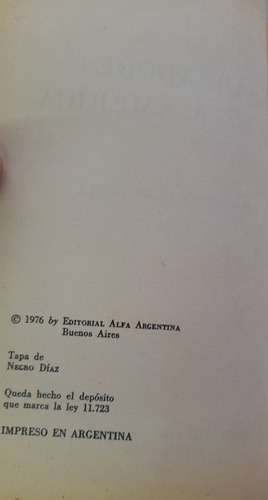 © 1976 by Editorial Alfa Argentina
Buenos Aires
Tapa de
Negro Díaz
Queda hecho el depósito
que marca la ley 11.723
IMPRESO EN ARGENTINA